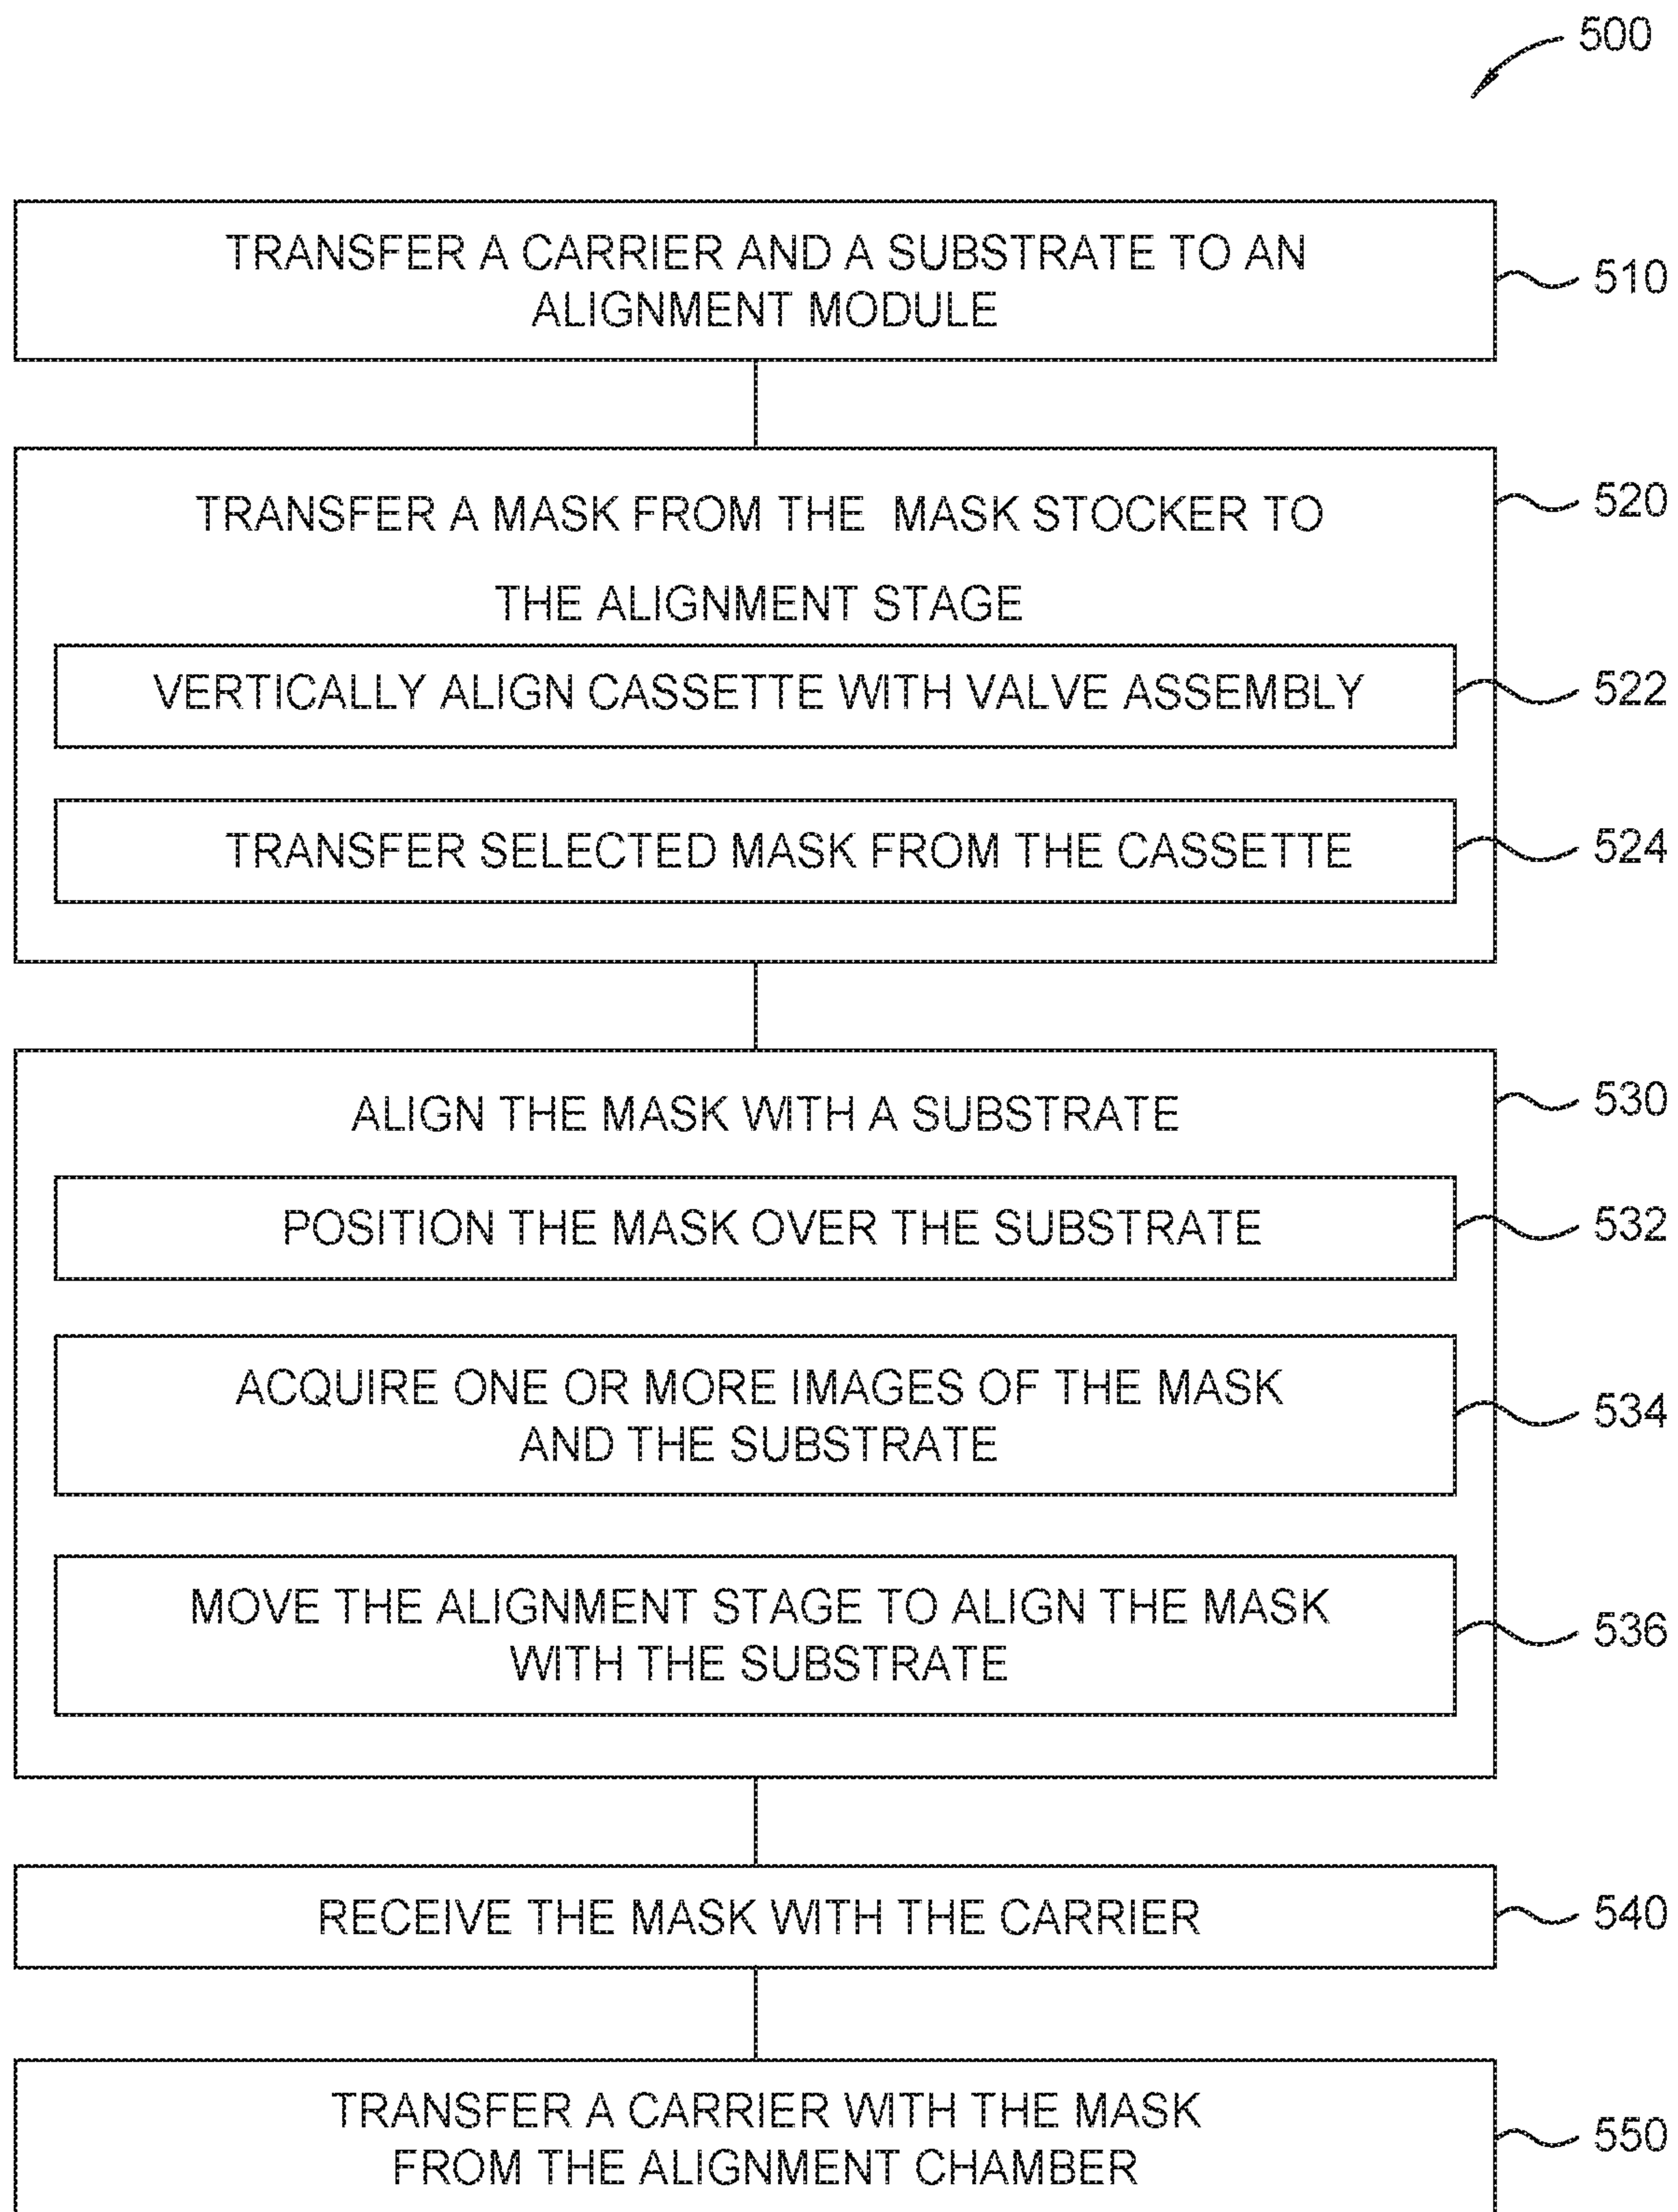 500
TRANSFER A CARRIER AND A SUBSTRATE TO AN
ALIGNMENT MODULE
510
TRANSFER A MASK FROM THE MASK STOCKER TO
THE ALIGNMENT STAGE
520
VERTICALLY ALIGN CASSETTE WITH VALVE ASSEMBLY
522
TRANSFER SELECTED MASK FROM THE CASSETTE
524
ALIGN THE MASK WITH A SUBSTRATE
530
POSITION THE MASK OVER THE SUBSTRATE
532
ACQUIRE ONE OR MORE IMAGES OF THE MASK
AND THE SUBSTRATE
534
MOVE THE ALIGNMENT STAGE TO ALIGN THE MASK
WITH THE SUBSTRATE
536
RECEIVE THE MASK WITH THE CARRIER
540
TRANSFER A CARRIER WITH THE MASK
FROM THE ALIGNMENT CHAMBER
550